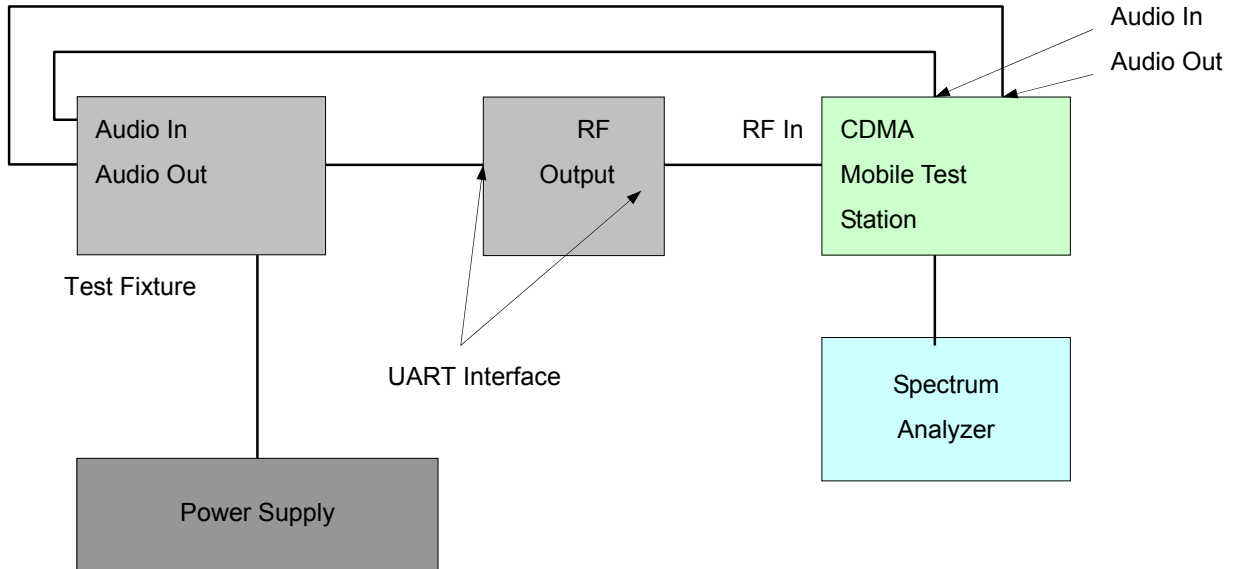 Audio In
Audio Out
Audio In
Audio Out
RF
Output
RF In
CDMA
Mobile Test
Station
Test Fixture
UART Interface
Spectrum
Analyzer
Power Supply